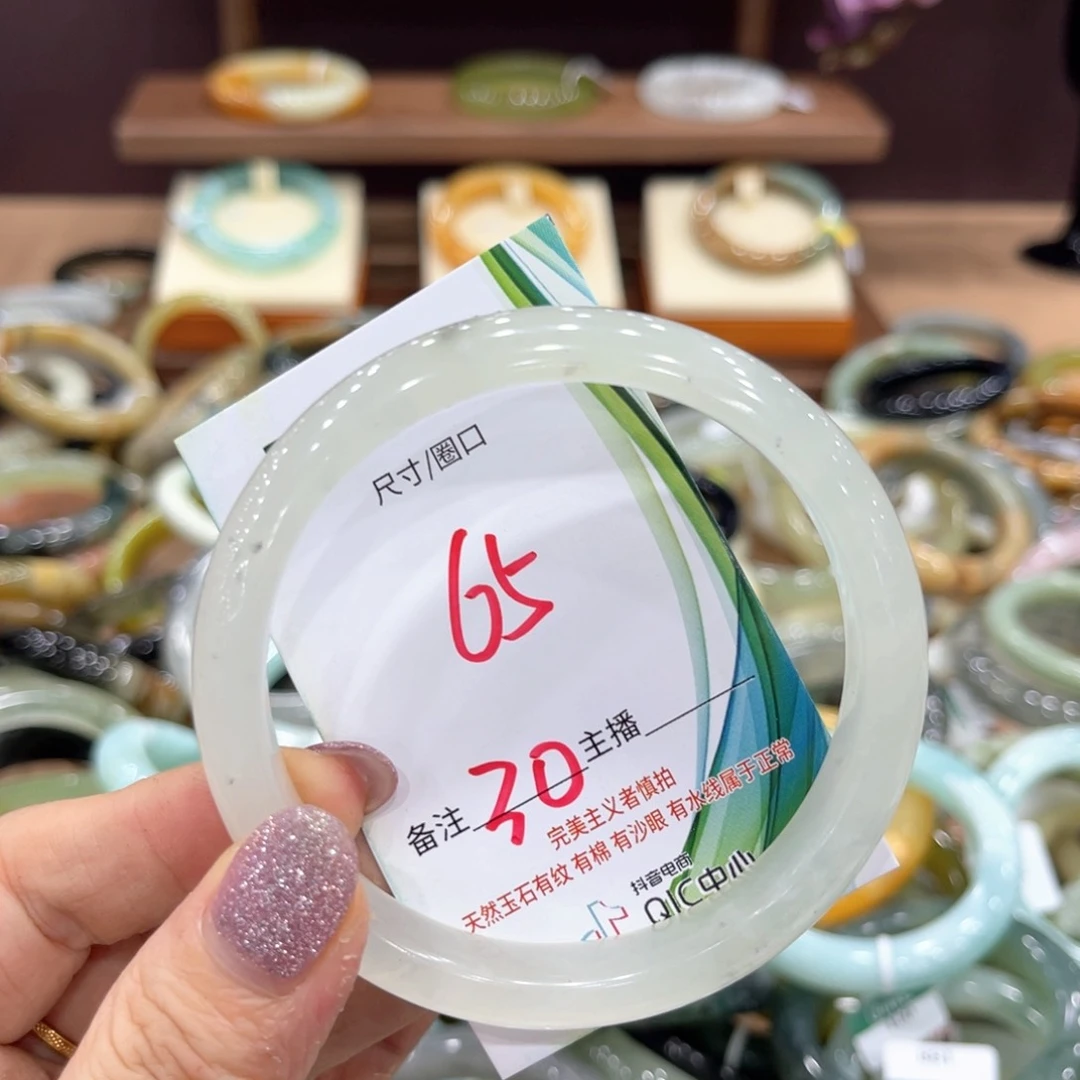 尺寸/圈口
65
备注 30 主播
完美主义者慎拍
天然玉石有纹 有棉 有沙眼 有水线属于正常
抖音电商
QIC中心